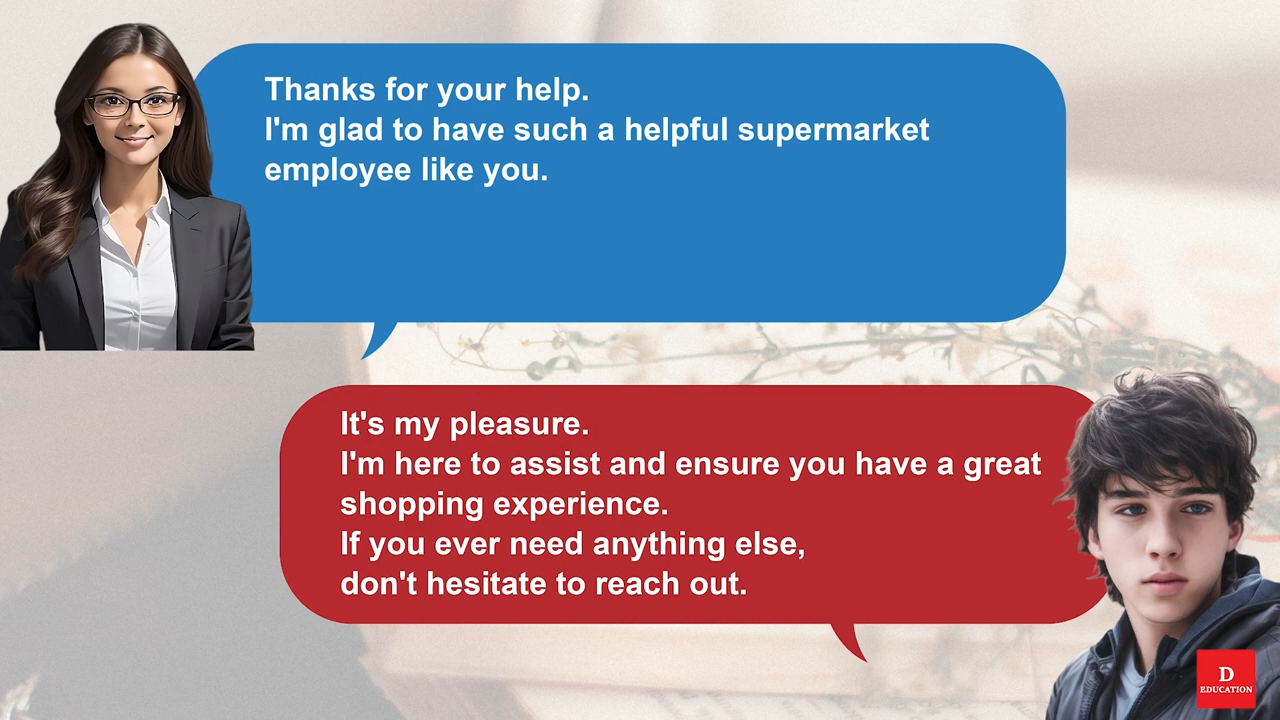 Thanks for your help.
I'm glad to have such a helpful supermarket
employee like you.
It's my pleasure.
I'm here to assist and ensure you have a great
shopping experience.
If you ever need anything else,
don't hesitate to reach out.
D
EDUCATION